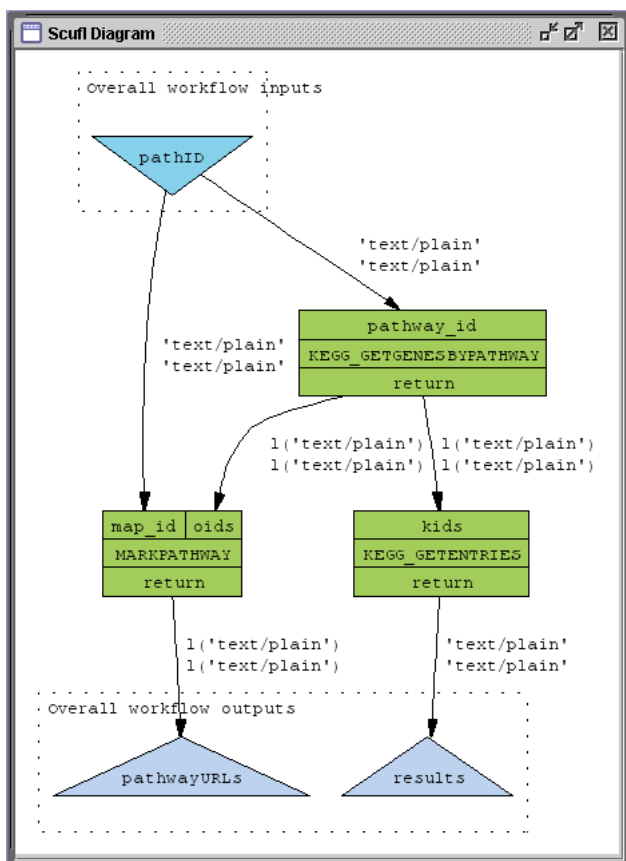 Scufl Diagram
Overall workflow inputs
pathID
'text/plain'
'text/plain'
pathway_id
KEGG_GETGENESBYPATHWAY
return
'text/plain'
'text/plain'
l('text/plain') l('text/plain')
l('text/plain') l('text/plain')
map_id oids
MARKPATHWAY
return
kids
KEGG_GETENTRIES
return
l('text/plain')
l('text/plain')
'text/plain'
'text/plain'
Overall workflow outputs
pathwayURLs
results